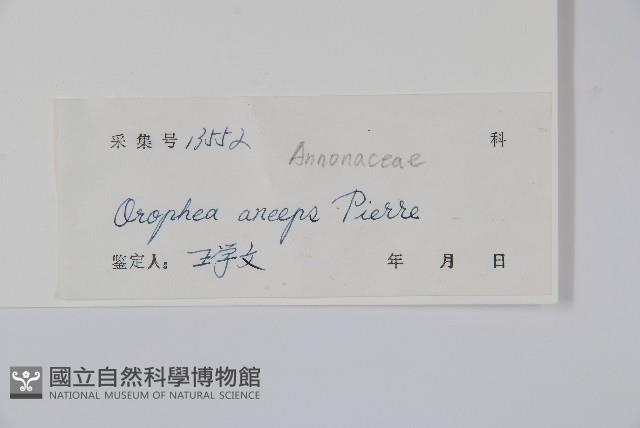 采集号 13552 科
Annonaceae
Orophea anceps Pierre
鉴定人: 王学文 年 月 日
國立自然科學博物館
NATIONAL MUSEUM OF NATURAL SCIENCE